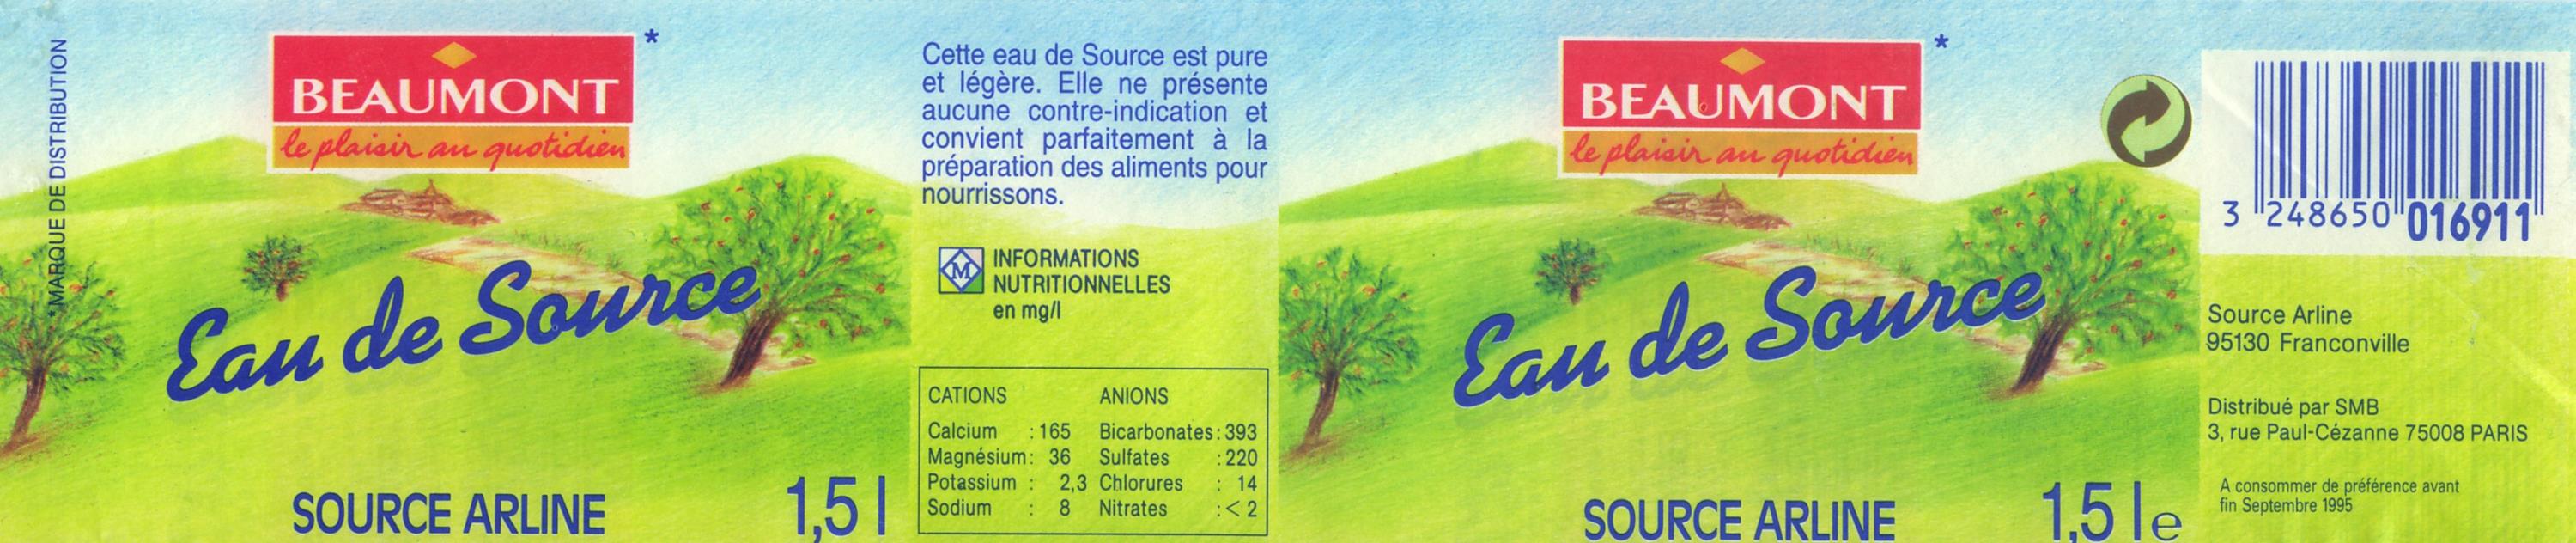 *MARQUE DE DISTRIBUTION
BEAUMONT*
le plaisir au quotidien
Eau de Source
SOURCE ARLINE
1,5 l
Cette eau de Source est pure
et légère. Elle ne présente
aucune contre-indication et
convient parfaitement à la
préparation des aliments pour
nourrissons.
M
INFORMATIONS
NUTRITIONNELLES
en mg/l
CATIONS ANIONS
Calcium : 165 Bicarbonates : 393
Magnésium : 36 Sulfates : 220
Potassium : 2,3 Chlorures : 14
Sodium : 8 Nitrates : < 2
BEAUMONT*
le plaisir au quotidien
Eau de Source
SOURCE ARLINE
1,5 l e
3 248650 016911
Source Arline
95130 Franconville
Distribué par SMB
3, rue Paul-Cézanne 75008 PARIS
A consommer de préférence avant
fin Septembre 1995